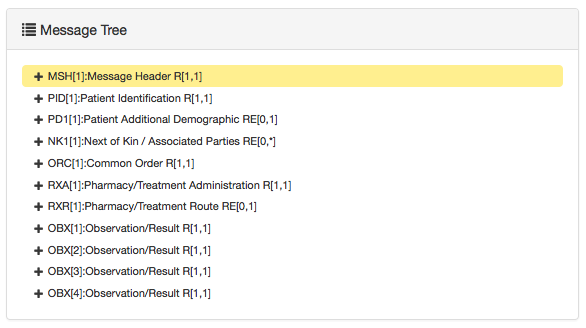 Message Tree
MSH[1]:Message Header R[1,1]
PID[1]:Patient Identification R[1,1]
PD1[1]:Patient Additional Demographic RE[0,1]
NK1[1]:Next of Kin / Associated Parties RE[0,*]
ORC[1]:Common Order R[1,1]
RXA[1]:Pharmacy/Treatment Administration R[1,1]
RXR[1]:Pharmacy/Treatment Route RE[0,1]
OBX[1]:Observation/Result R[1,1]
OBX[2]:Observation/Result R[1,1]
OBX[3]:Observation/Result R[1,1]
OBX[4]:Observation/Result R[1,1]